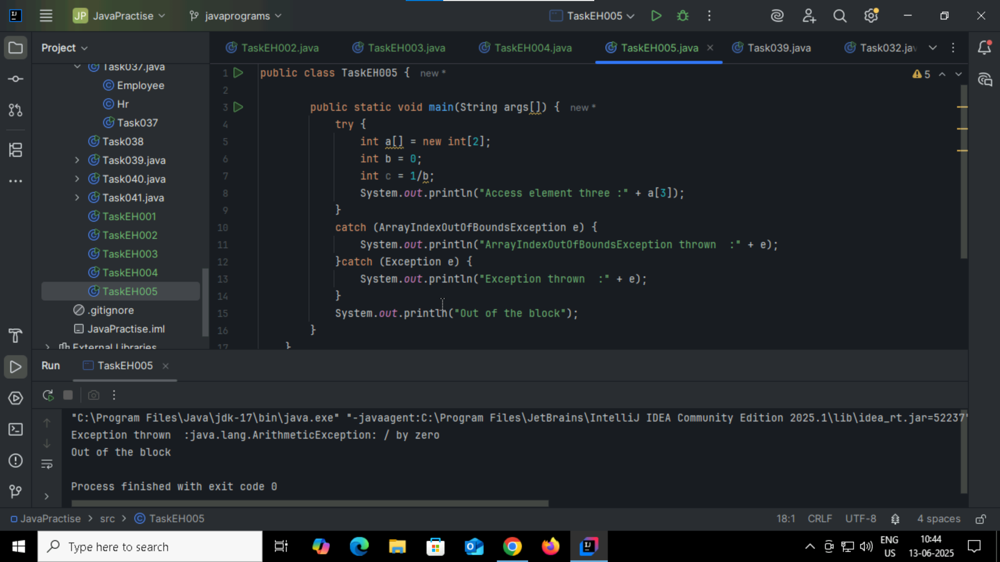 JP JavaPractise
javaprograms
TaskEH005
Project
TaskEH002.java
TaskEH003.java
TaskEH004.java
TaskEH005.java
Task039.java
Task032.jav
Task037.java
Employee
Hr
Task037
Task038
Task039.java
Task040.java
Task041.java
TaskEH001
TaskEH002
TaskEH003
TaskEH004
TaskEH005
.gitignore
JavaPractise.iml
External Libraries
5
1 public class TaskEH005 { new *
2
3 public static void main(String args[]) { new *
4 try {
5 int a[] = new int[2];
6 int b = 0;
7 int c = 1/b;
8 System.out.println("Access element three :" + a[3]);
9 }
10 catch (ArrayIndexOutOfBoundsException e) {
11 System.out.println("ArrayIndexOutOfBoundsException thrown  :" + e);
12 }catch (Exception e) {
13 System.out.println("Exception thrown  :" + e);
14 }
15 System.out.println("Out of the block");
16 }
17 }
Run
TaskEH005
"C:\Program Files\Java\jdk-17\bin\java.exe" "-javaagent:C:\Program Files\JetBrains\IntelliJ IDEA Community Edition 2025.1\lib\idea_rt.jar=52237"
Exception thrown  :java.lang.ArithmeticException: / by zero
Out of the block
Process finished with exit code 0
JavaPractise > src > TaskEH005
18:1 CRLF UTF-8 4 spaces
Type here to search
ENG
US
10:44
13-06-2025